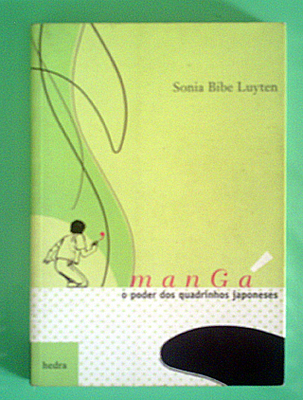 Sonia Bibe Luyten
manGá
o poder dos quadrinhos japoneses
hedra